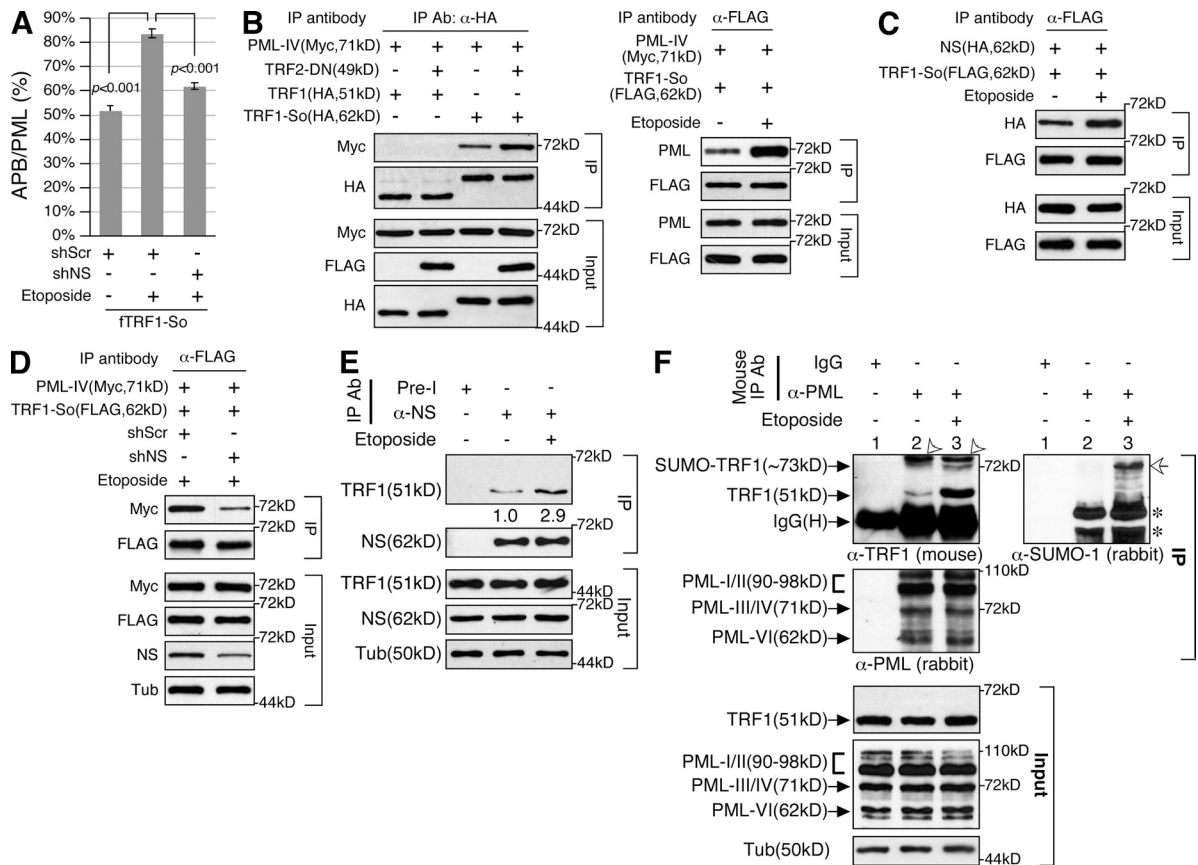 A
90%
80%
70%
60%
50%
40%
30%
20%
10%
0%
APB/PML (%)
p<0.001
p<0.001
shScr + + -
shNS - - +
Etoposide - + +
fTRF1-So
B
IP antibody
IP Ab: α-HA
PML-IV(Myc,71kD) + + + +
TRF2-DN(49kD) - + - +
TRF1(HA,51kD) + + - -
TRF1-So(HA,62kD) - - + +
Myc
72kD
HA
44kD
IP
Myc
72kD
FLAG
44kD
HA
44kD
Input
IP antibody
α-FLAG
PML-IV
(Myc,71kD) + +
TRF1-So
(FLAG,62kD) + +
Etoposide - +
PML
72kD
72kD
FLAG
IP
PML
72kD
72kD
FLAG
Input
C
IP antibody
α-FLAG
NS(HA,62kD) + +
TRF1-So(FLAG,62kD) + +
Etoposide - +
72kD
HA
72kD
FLAG
IP
72kD
HA
72kD
FLAG
Input
D
IP antibody
α-FLAG
PML-IV(Myc,71kD) + +
TRF1-So(FLAG,62kD) + +
shScr + -
shNS - +
Etoposide + +
Myc
72kD
72kD
FLAG
IP
Myc
72kD
72kD
FLAG
72kD
NS
Tub
44kD
Input
E
IP Ab
Pre-I + - -
α-NS - + +
Etoposide - - +
72kD
TRF1(51kD)
1.0 2.9
72kD
NS(62kD)
IP
TRF1(51kD)
44kD
72kD
NS(62kD)
Tub(50kD)
44kD
Input
F
Mouse
IP Ab
IgG + - - + - -
α-PML - + + - + +
Etoposide - - + - - +
1 2 3 1 2 3
SUMO-TRF1(~73kD)
72kD
TRF1(51kD)
IgG(H)
*
*
α-TRF1 (mouse)
α-SUMO-1 (rabbit)
IP
110kD
PML-I/II(90-98kD)
PML-III/IV(71kD)
72kD
PML-VI(62kD)
α-PML (rabbit)
72kD
TRF1(51kD)
110kD
PML-I/II(90-98kD)
PML-III/IV(71kD)
72kD
PML-VI(62kD)
Tub(50kD)
44kD
Input